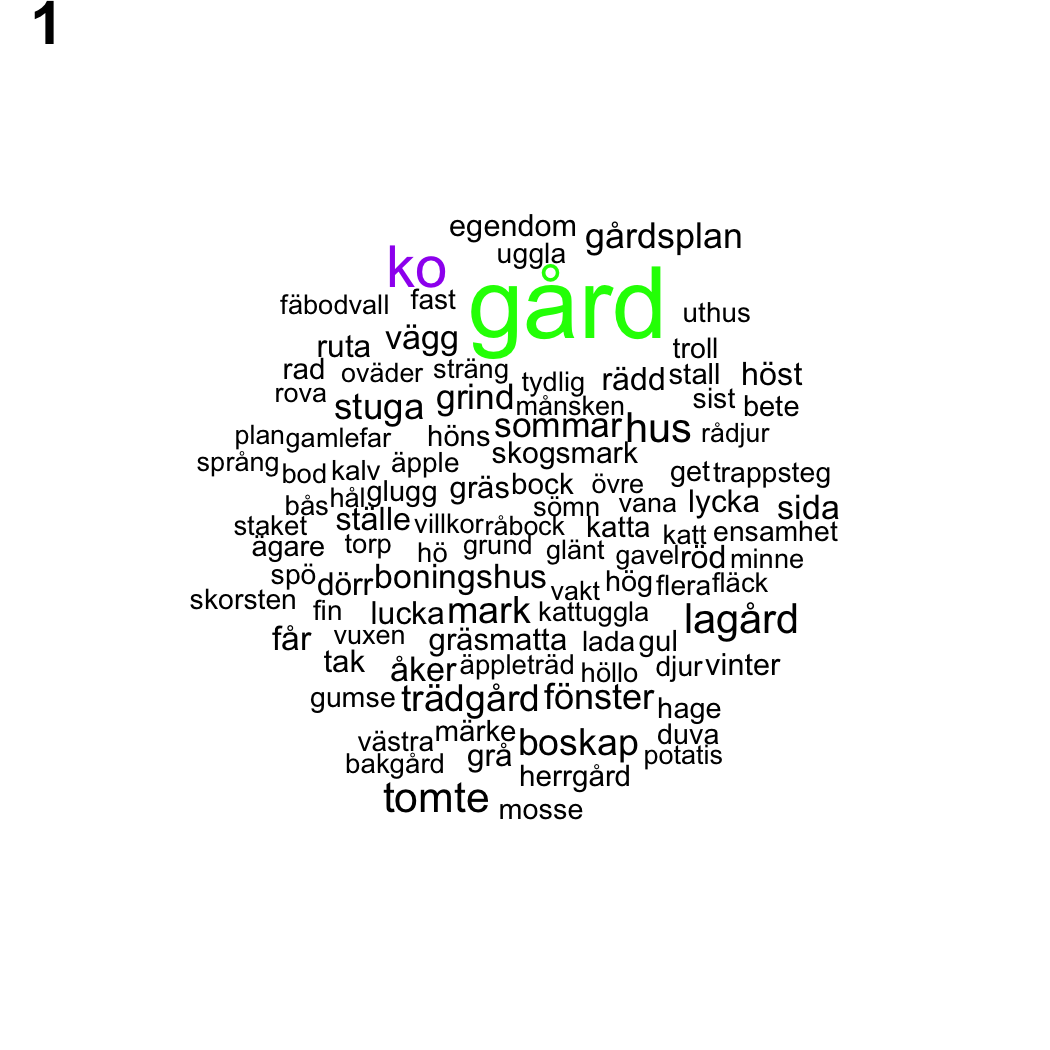 1
egendom gårdsplan
uggla
ko gård
fäbodvall fast uthus
ruta vägg troll
rad oväder sträng tydlig rädd stall höst
rova stuga grind månsken sist bete
plan gamlefar höns sommar hus rådjur
språng bod kalv äpple skogsmark get trappsteg
bås hål glugg gräs bock övre sömn vana lycka sida
staket ställe villkor råbock katta katt ensamhet
ägare torp hö grund glänt gavel röd minne
spö dörr boningshus vakt hög flera fläck
skorsten fin lucka mark kattuggla lagård
får vuxen gräsmatta lada gul
tak åker äppleträd höllo djur vinter
gumse trädgård fönster hage
västra märke boskap duva
bakgård grå herrgård potatis
tomte mosse